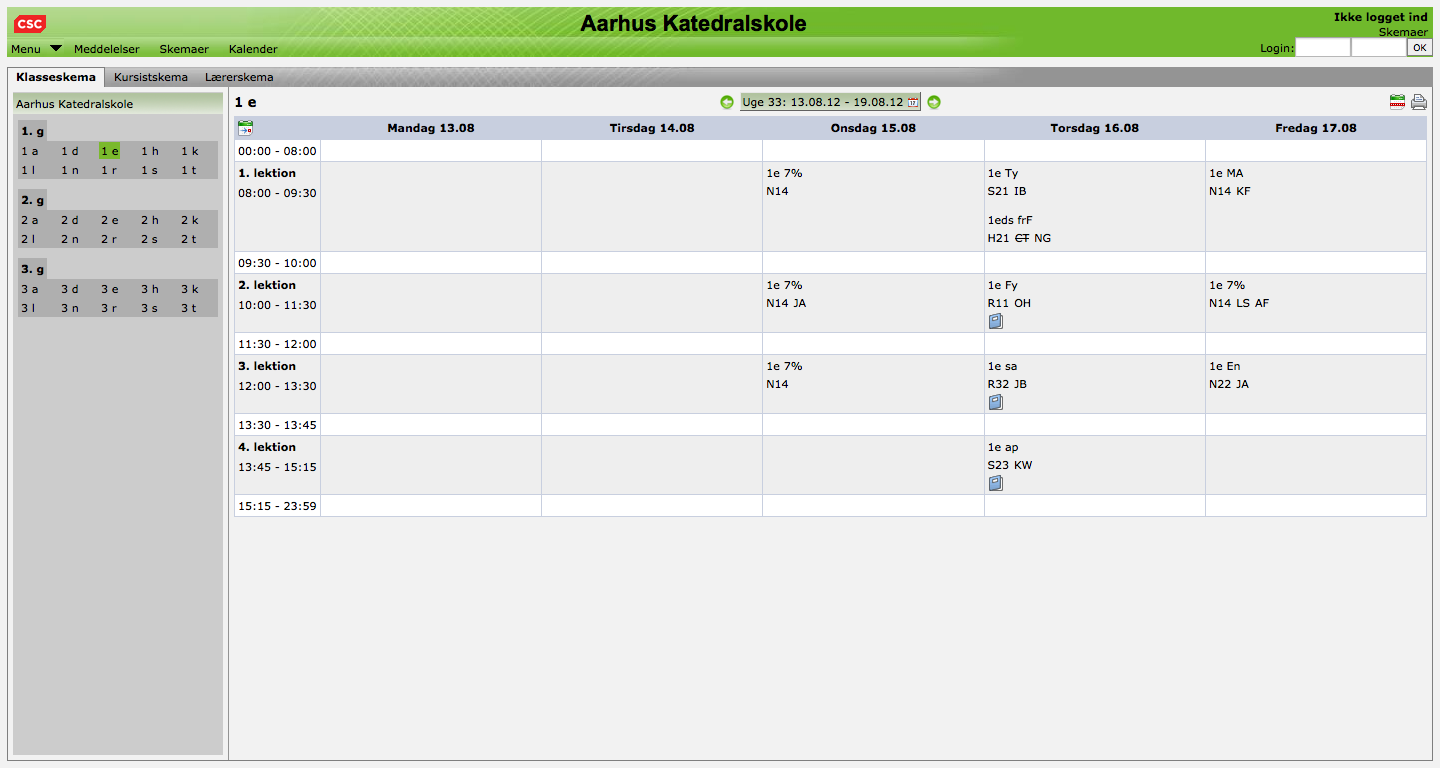 CSC
Aarhus Katedralskole
Ikke logget ind
Skemaer
Menu Meddelelser Skemaer Kalender
Login: OK
Klasseskema Kursistskema Lærerskema
Aarhus Katedralskole
1. g
1 a 1 d 1 e 1 h 1 k
1 l 1 n 1 r 1 s 1 t
2. g
2 a 2 d 2 e 2 h 2 k
2 l 2 n 2 r 2 s 2 t
3. g
3 a 3 d 3 e 3 h 3 k
3 l 3 n 3 r 3 s 3 t
1 e Uge 33: 13.08.12 - 19.08.12
Mandag 13.08 Tirsdag 14.08 Onsdag 15.08 Torsdag 16.08 Fredag 17.08
00:00 - 08:00
1. lektion 1e 7% 1e Ty 1e MA
08:00 - 09:30 N14 S21 IB N14 KF
1eds frF
H21 CT NG
09:30 - 10:00
2. lektion 1e 7% 1e Fy 1e 7%
10:00 - 11:30 N14 JA R11 OH N14 LS AF
11:30 - 12:00
3. lektion 1e 7% 1e sa 1e En
12:00 - 13:30 N14 R32 JB N22 JA
13:30 - 13:45
4. lektion 1e ap
13:45 - 15:15 S23 KW
15:15 - 23:59